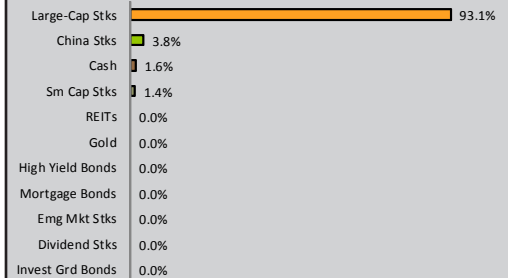 Large-Cap Stks 93.1%
China Stks 3.8%
Cash 1.6%
Sm Cap Stks 1.4%
REITs 0.0%
Gold 0.0%
High Yield Bonds 0.0%
Mortgage Bonds 0.0%
Emg Mkt Stks 0.0%
Dividend Stks 0.0%
Invest Grd Bonds 0.0%